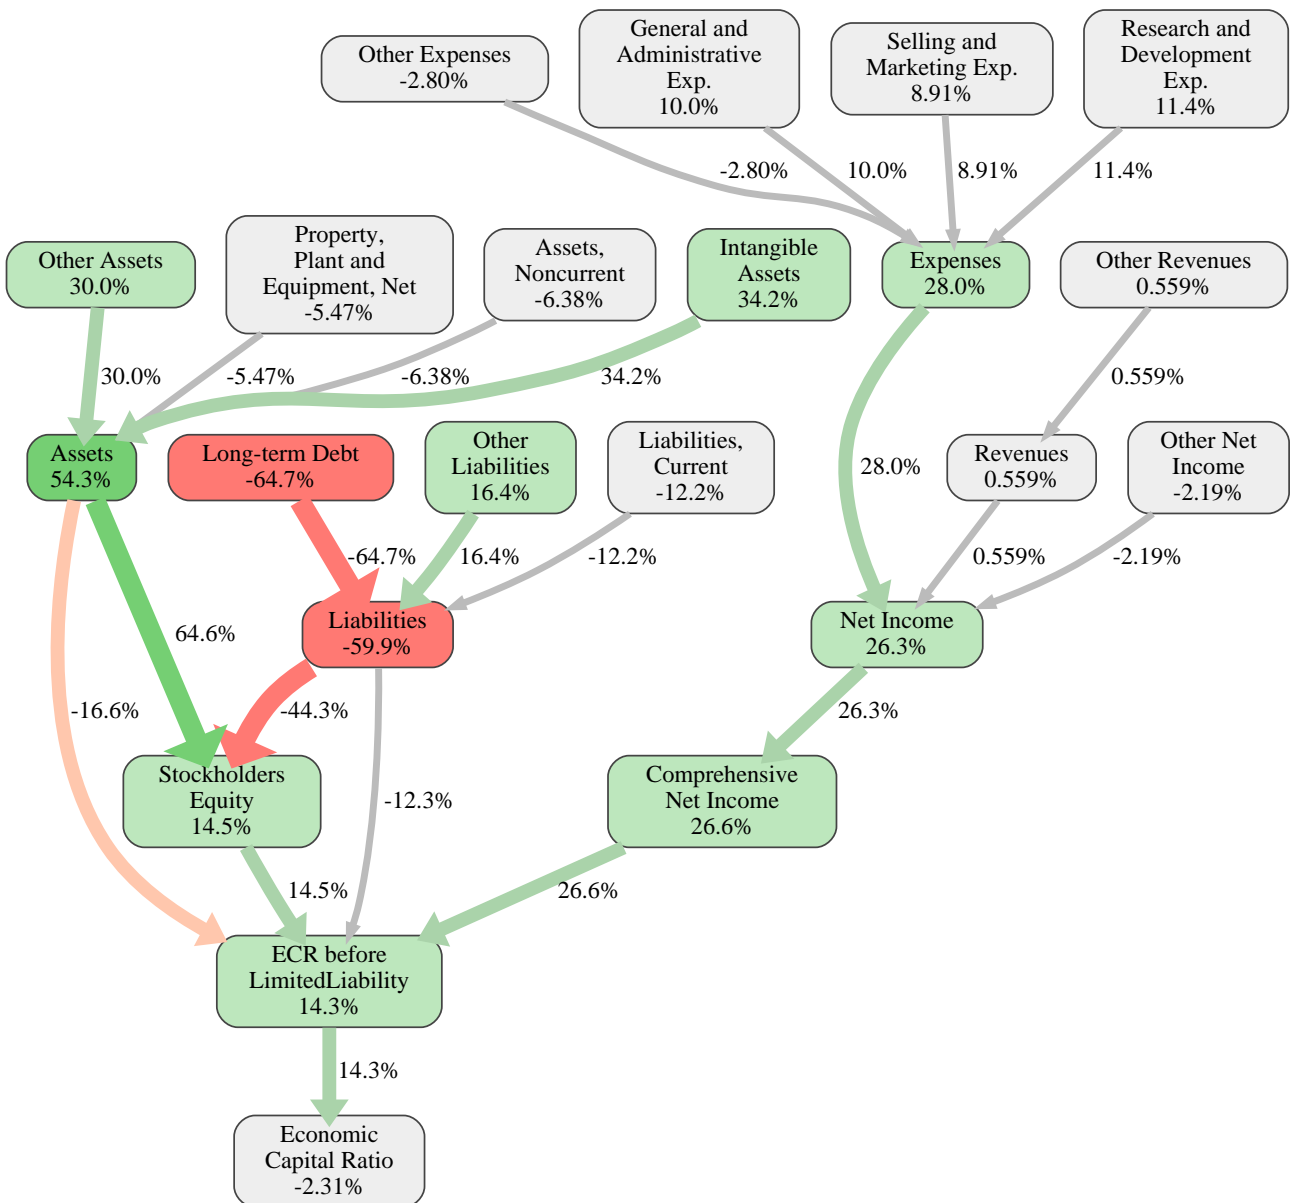 Other Expenses
-2.80%
General and
Administrative
Exp.
10.0%
Selling and
Marketing Exp.
8.91%
Research and
Development
Exp.
11.4%
-2.80%
10.0%
8.91%
11.4%
Other Assets
30.0%
Property,
Plant and
Equipment, Net
-5.47%
Assets,
Noncurrent
-6.38%
Intangible
Assets
34.2%
Expenses
28.0%
Other Revenues
0.559%
30.0%
-5.47%
-6.38%
34.2%
0.559%
Assets
54.3%
Long-term Debt
-64.7%
Other
Liabilities
16.4%
Liabilities,
Current
-12.2%
28.0%
Revenues
0.559%
Other Net
Income
-2.19%
-64.7%
16.4%
-12.2%
0.559%
-2.19%
64.6%
Liabilities
-59.9%
Net Income
26.3%
-16.6%
-44.3%
26.3%
Stockholders
Equity
14.5%
-12.3%
Comprehensive
Net Income
26.6%
14.5%
26.6%
ECR before
LimitedLiability
14.3%
14.3%
Economic
Capital Ratio
-2.31%